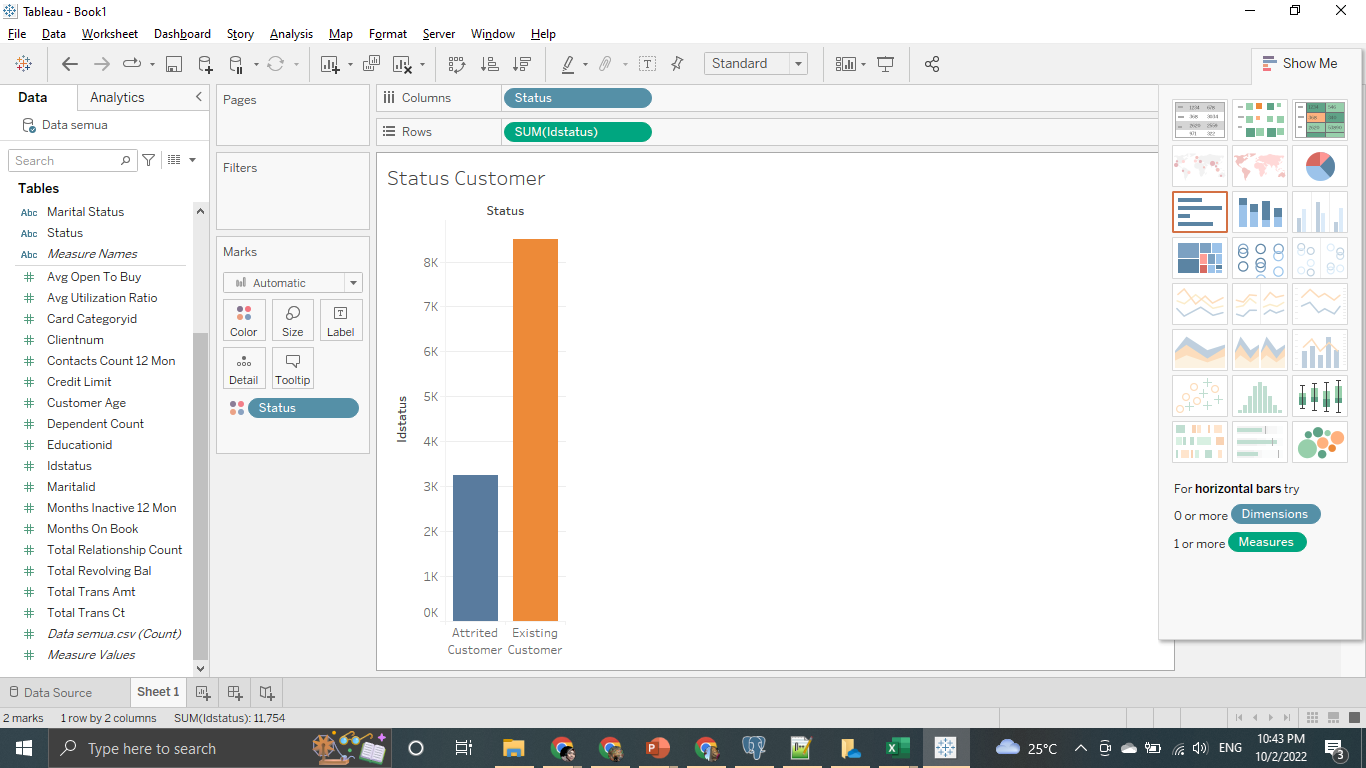 Tableau - Book1
File Data Worksheet Dashboard Story Analysis Map Format Server Window Help
Standard
Show Me
Data Analytics
Data semua
Search
Tables
Abc Marital Status
Abc Status
Abc Measure Names
# Avg Open To Buy
# Avg Utilization Ratio
# Card Categoryid
# Clientnum
# Contacts Count 12 Mon
# Credit Limit
# Customer Age
# Dependent Count
# Educationid
# Idstatus
# Maritalid
# Months Inactive 12 Mon
# Months On Book
# Total Relationship Count
# Total Revolving Bal
# Total Trans Amt
# Total Trans Ct
# Data semua.csv (Count)
# Measure Values
Pages
Filters
Marks
Automatic
Color Size Label
Detail Tooltip
Status
Columns Status
Rows SUM(Idstatus)
Status Customer
Status
8K
7K
6K
5K
4K
3K
2K
1K
0K
Idstatus
Attrited Customer
Existing Customer
For horizontal bars try
0 or more Dimensions
1 or more Measures
Data Source Sheet 1
2 marks 1 row by 2 columns SUM(Idstatus): 11,754
Type here to search
25°C
ENG
10:43 PM
10/2/2022
3